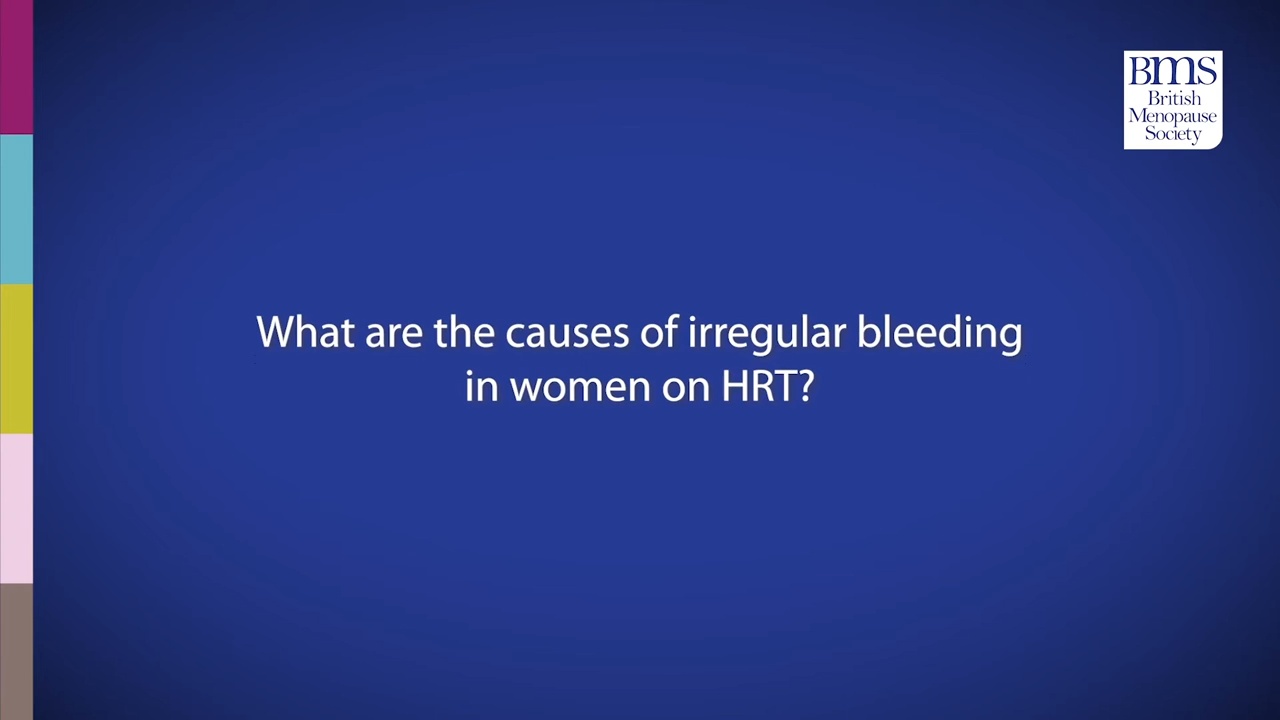 BMS
British
Menopause
Society
What are the causes of irregular bleeding
in women on HRT?